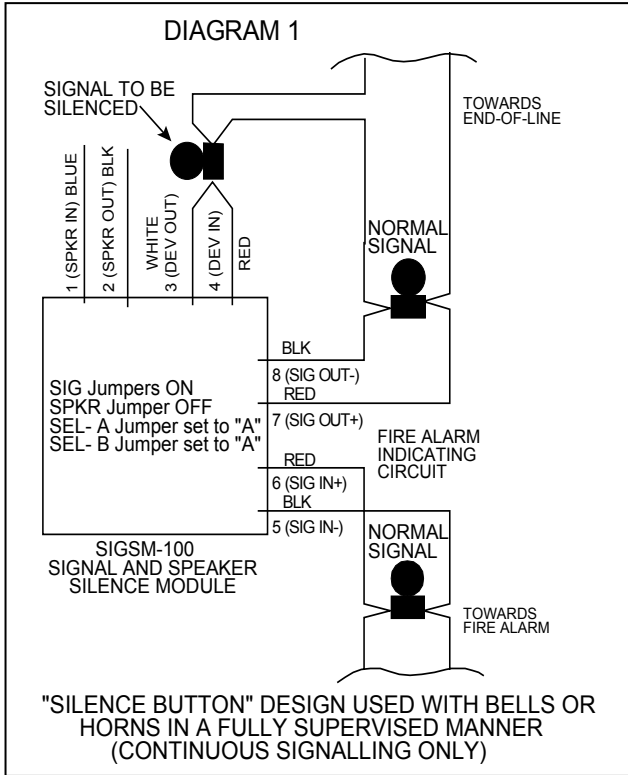 DIAGRAM 1
SIGNAL TO BE
SILENCED
TOWARDS
END-OF-LINE
1 (SPKR IN) BLUE
2 (SPKR OUT) BLK
WHITE
3 (DEV OUT)
4 (DEV IN)
RED
NORMAL
SIGNAL
BLK
8 (SIG OUT-)
RED
7 (SIG OUT+)
SIG Jumpers ON
SPKR Jumper OFF
SEL- A Jumper set to "A"
SEL- B Jumper set to "A"
FIRE ALARM
INDICATING
CIRCUIT
RED
6 (SIG IN+)
BLK
5 (SIG IN-)
SIGSM-100
SIGNAL AND SPEAKER
SILENCE MODULE
NORMAL
SIGNAL
TOWARDS
FIRE ALARM
"SILENCE BUTTON" DESIGN USED WITH BELLS OR
HORNS IN A FULLY SUPERVISED MANNER
(CONTINUOUS SIGNALLING ONLY)